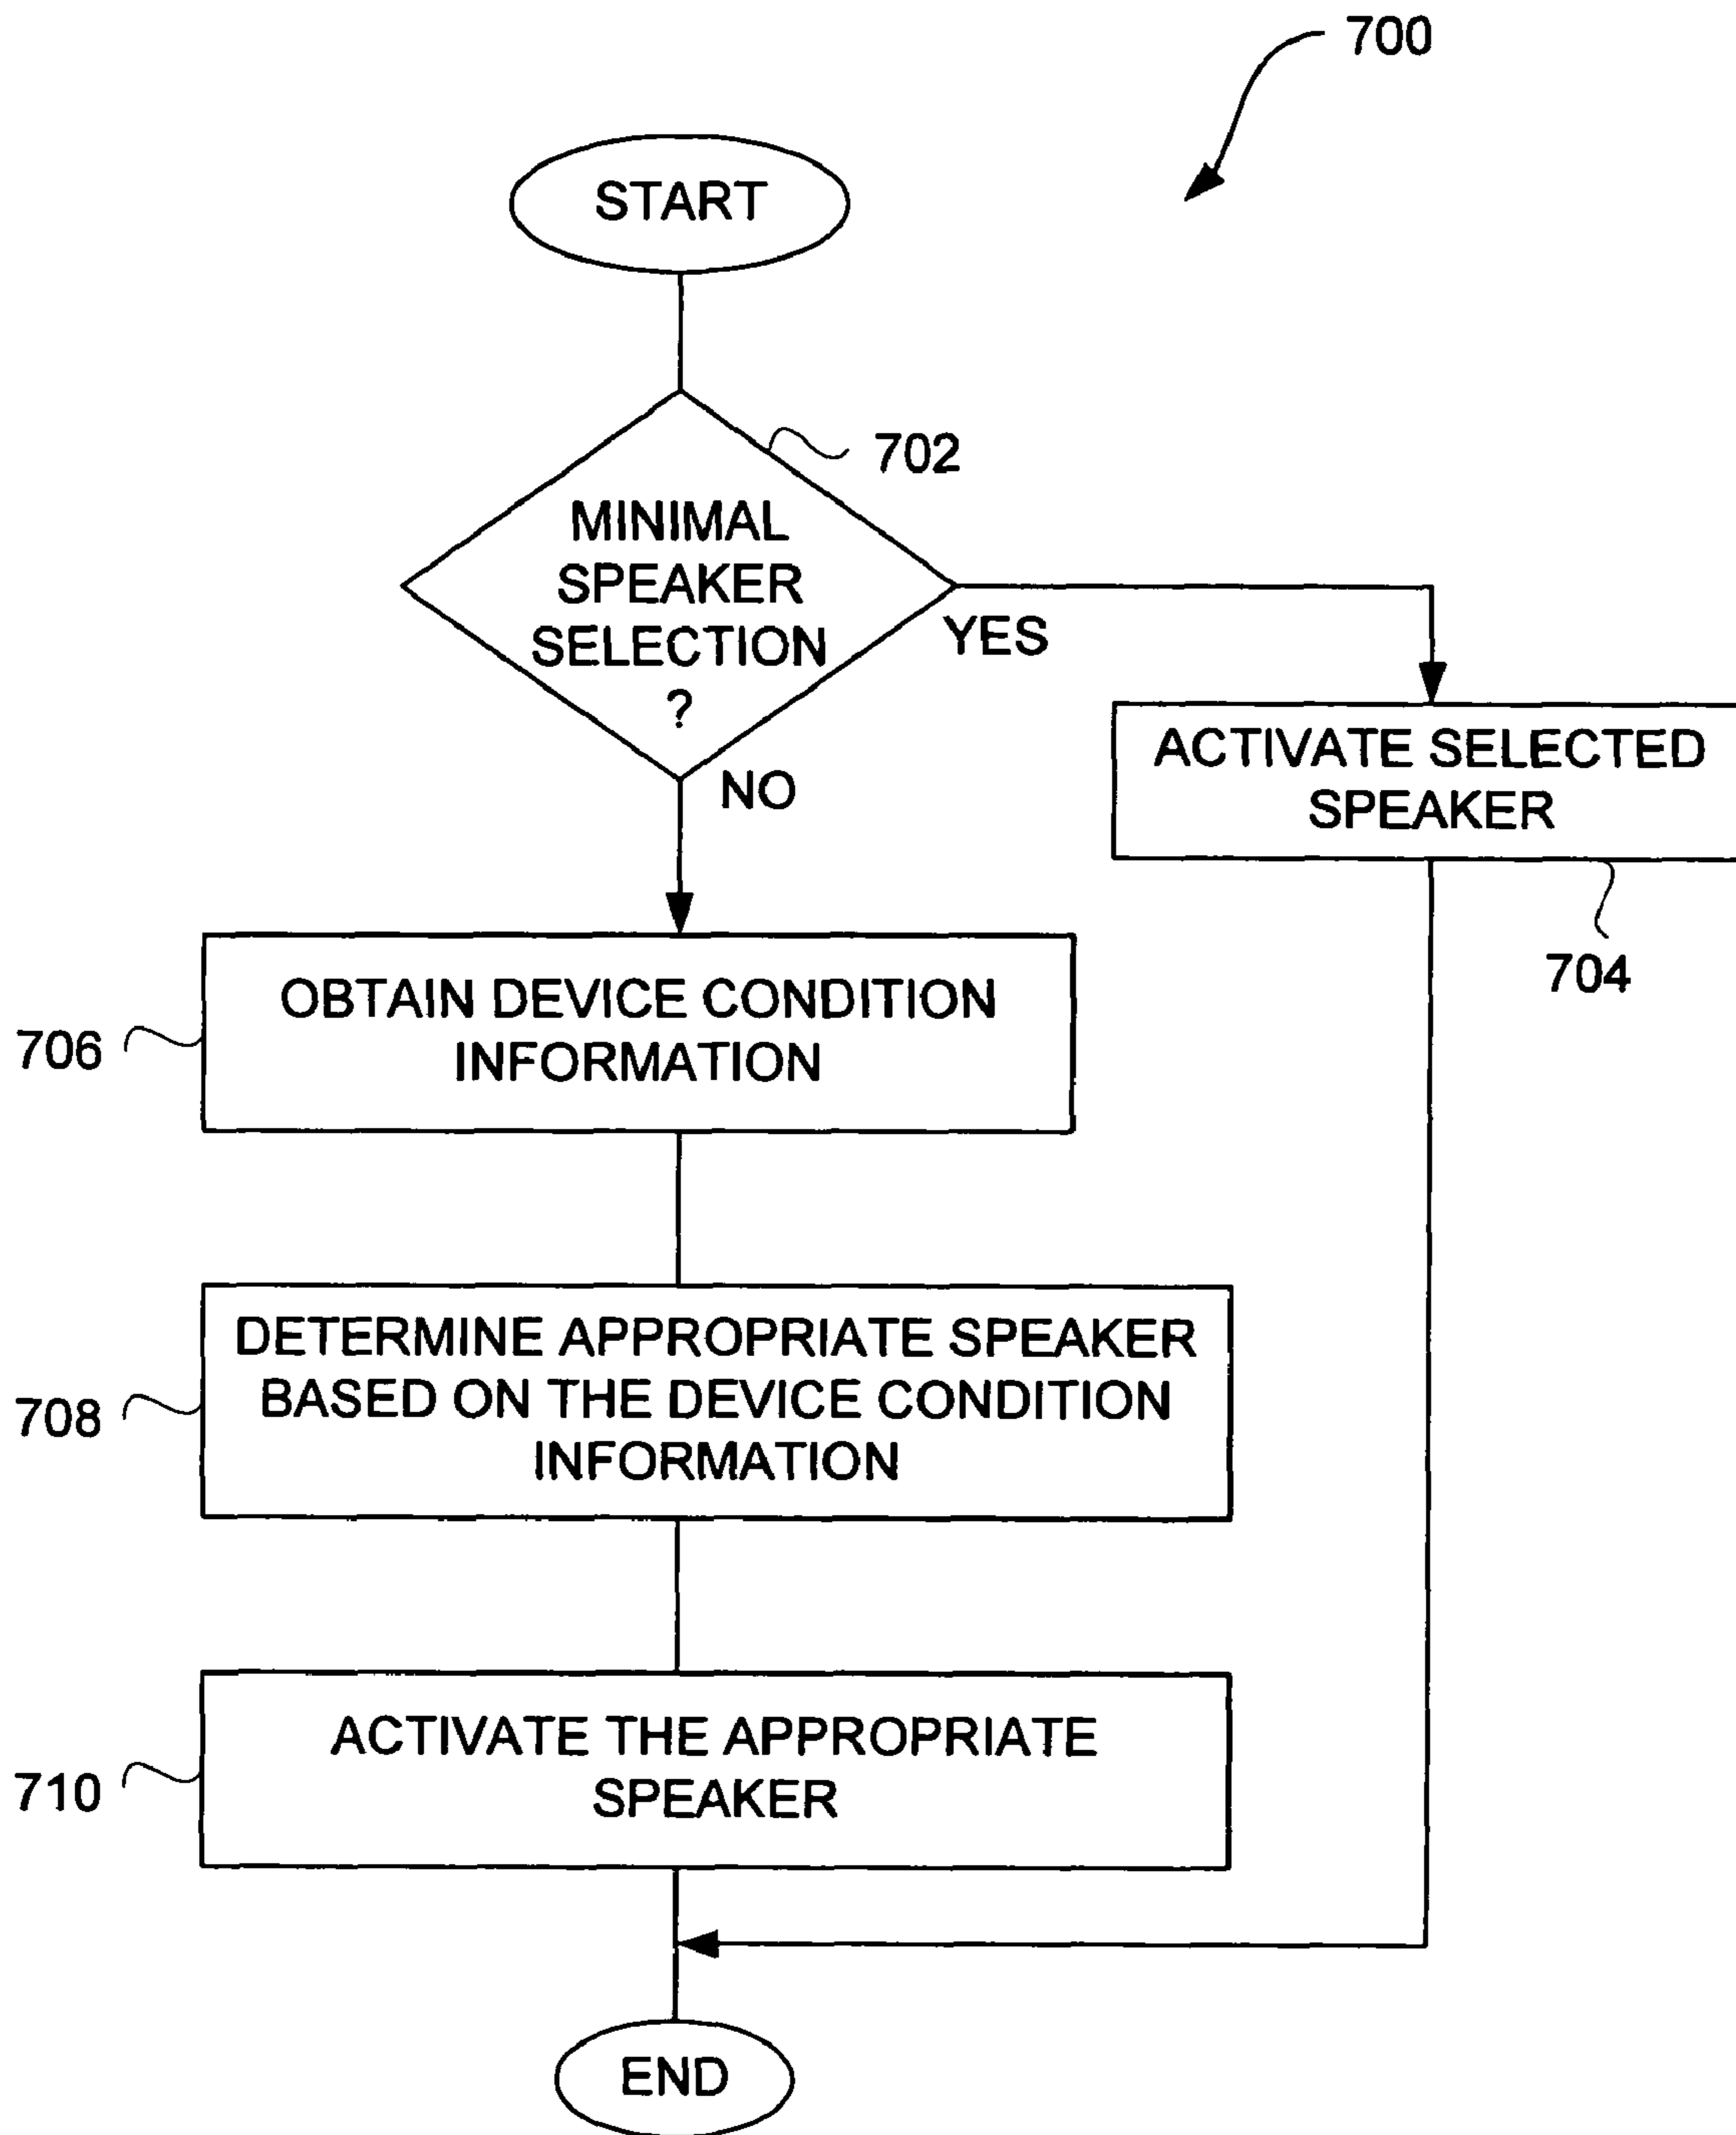 700
START
702
MINIMAL
SPEAKER
SELECTION
?
YES
NO
ACTIVATE SELECTED
SPEAKER
704
OBTAIN DEVICE CONDITION
INFORMATION
706
DETERMINE APPROPRIATE SPEAKER
BASED ON THE DEVICE CONDITION
INFORMATION
708
ACTIVATE THE APPROPRIATE
SPEAKER
710
END